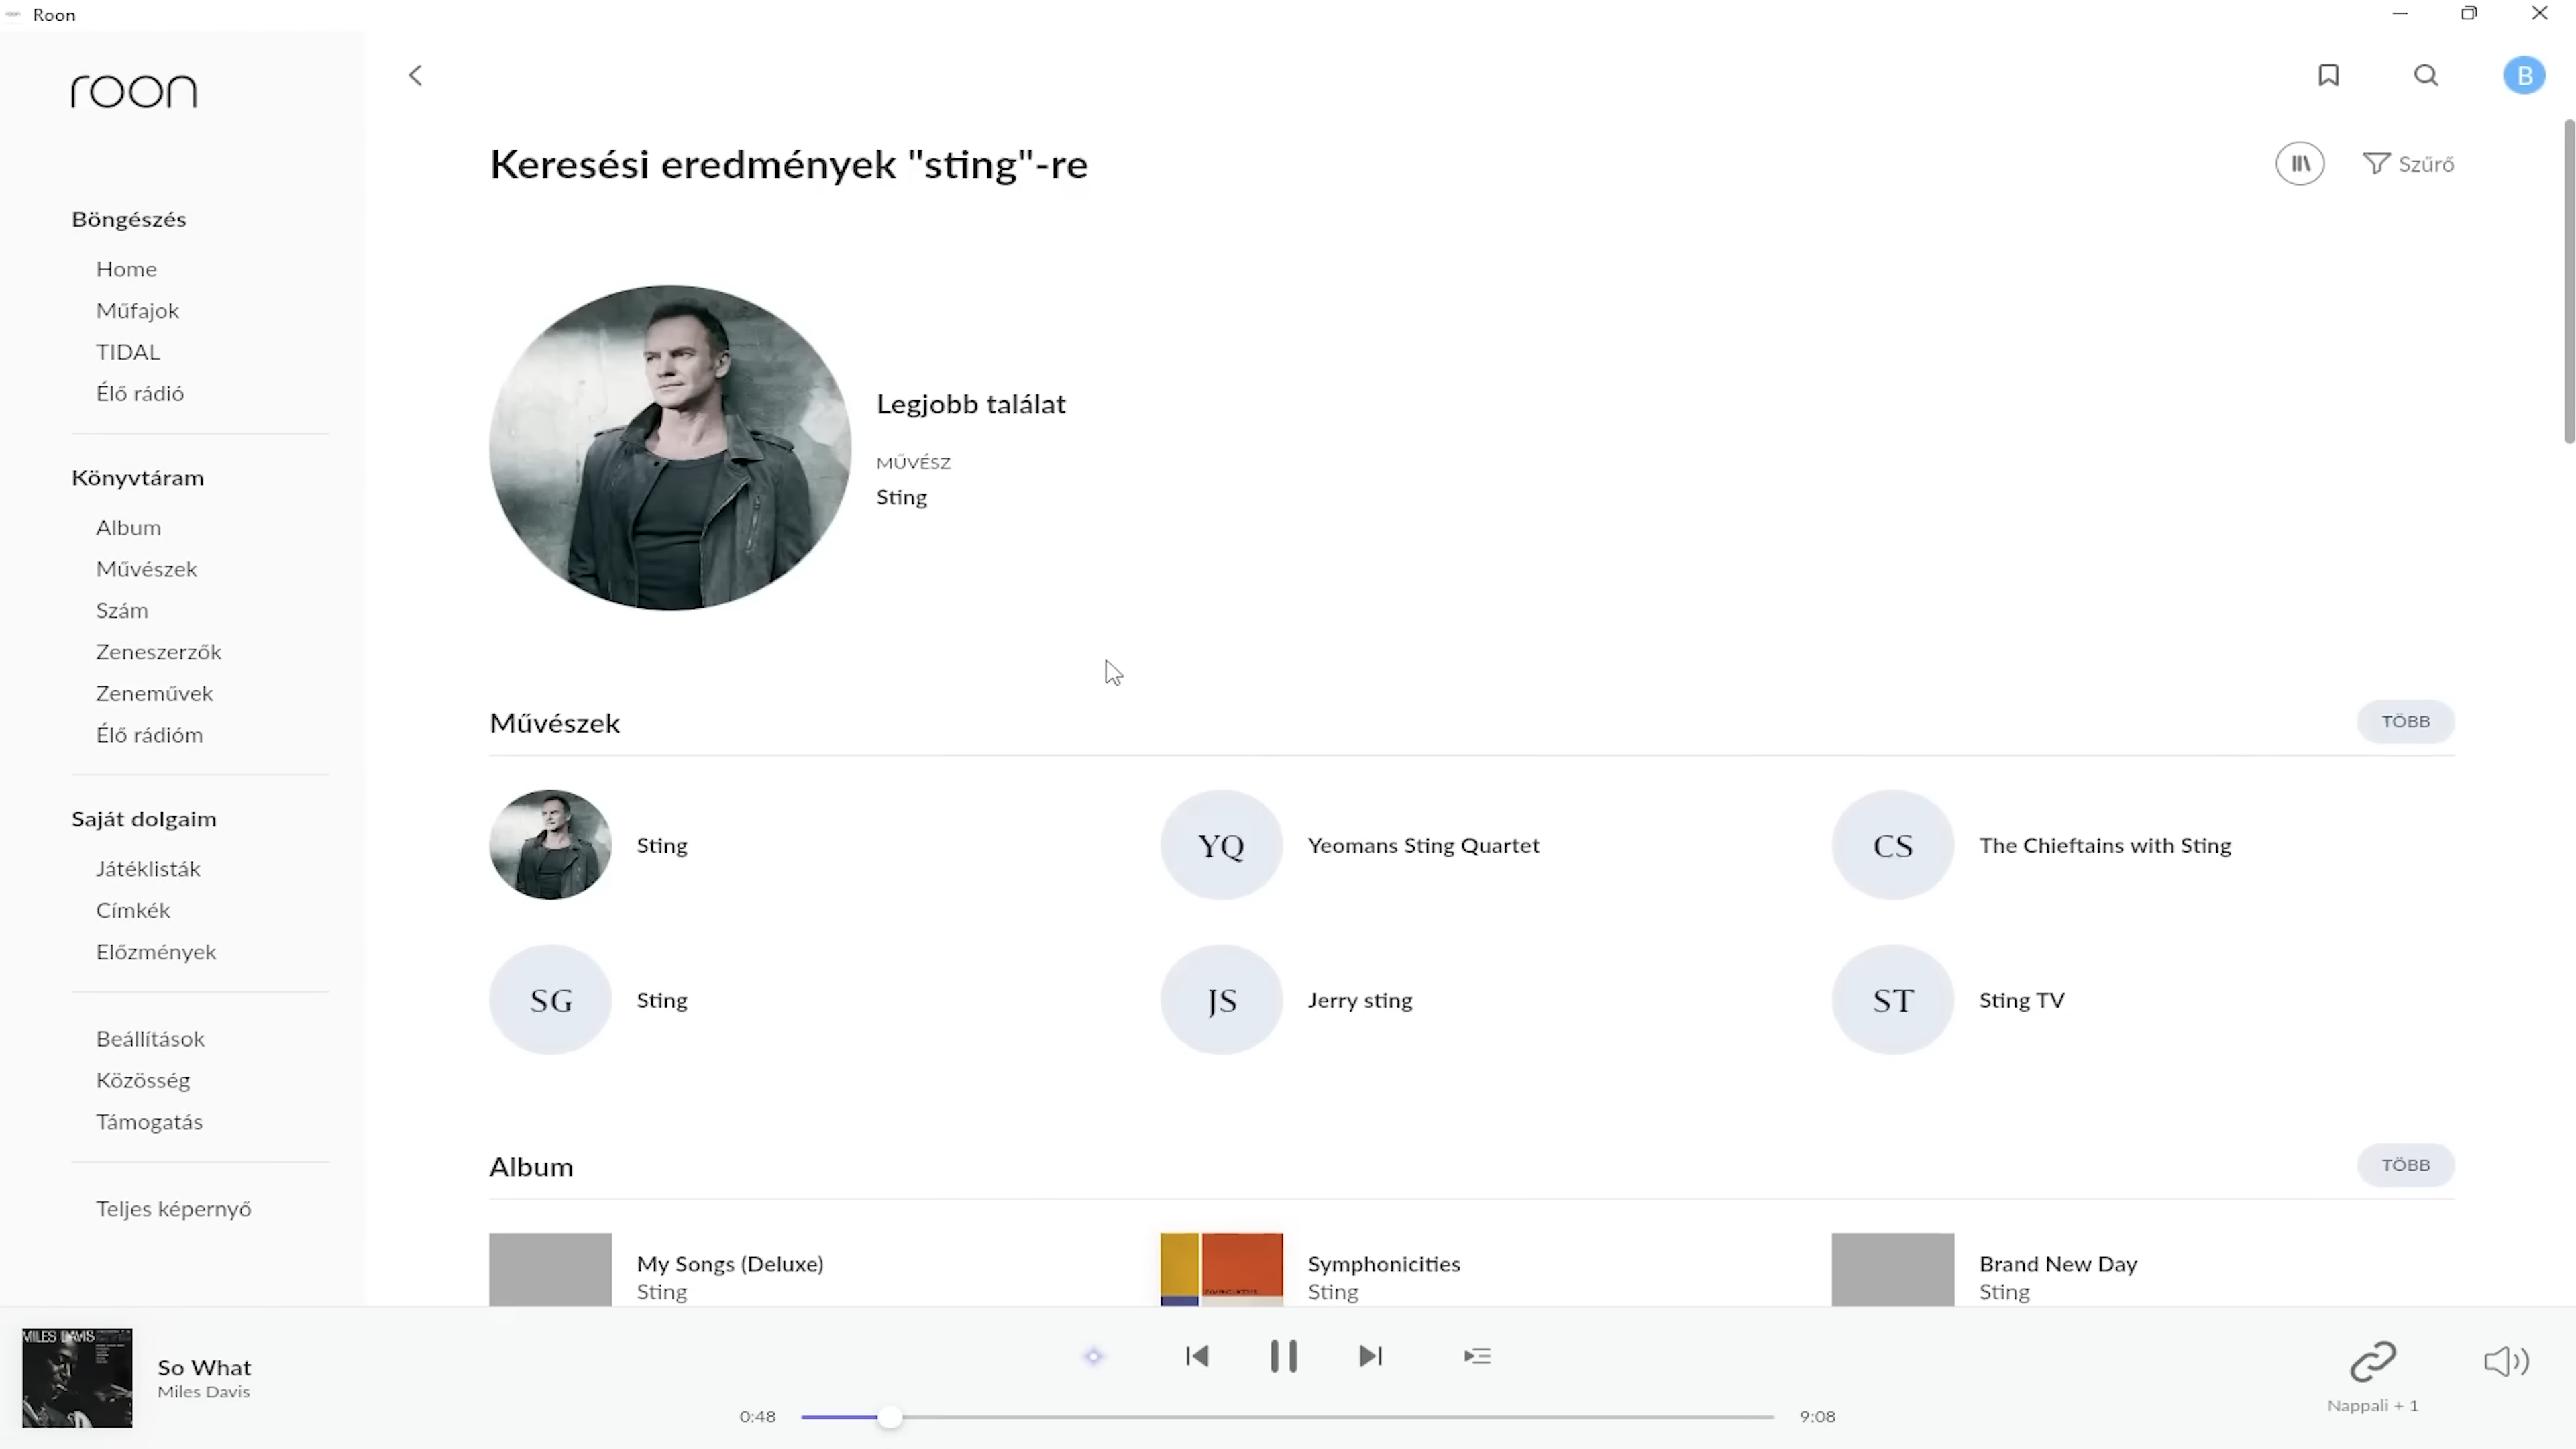 Roon
roon
Böngészés
Home
Műfajok
TIDAL
Élő rádió
Könyvtáram
Album
Művészek
Szám
Zeneszerzők
Zeneművek
Élő rádióm
Saját dolgaim
Játéklisták
Címkék
Előzmények
Beállítások
Közösség
Támogatás
Teljes képernyő
B
Keresési eredmények "sting"-re
Szűrő
Legjobb találat
MŰVÉSZ
Sting
Művészek
TÖBB
Sting
YQ
Yeomans Sting Quartet
CS
The Chieftains with Sting
SG
Sting
JS
Jerry sting
ST
Sting TV
Album
TÖBB
My Songs (Deluxe)
Sting
Symphonicities
Sting
Brand New Day
Sting
MILES DAVIS
So What
Miles Davis
0:48
9:08
Nappali + 1